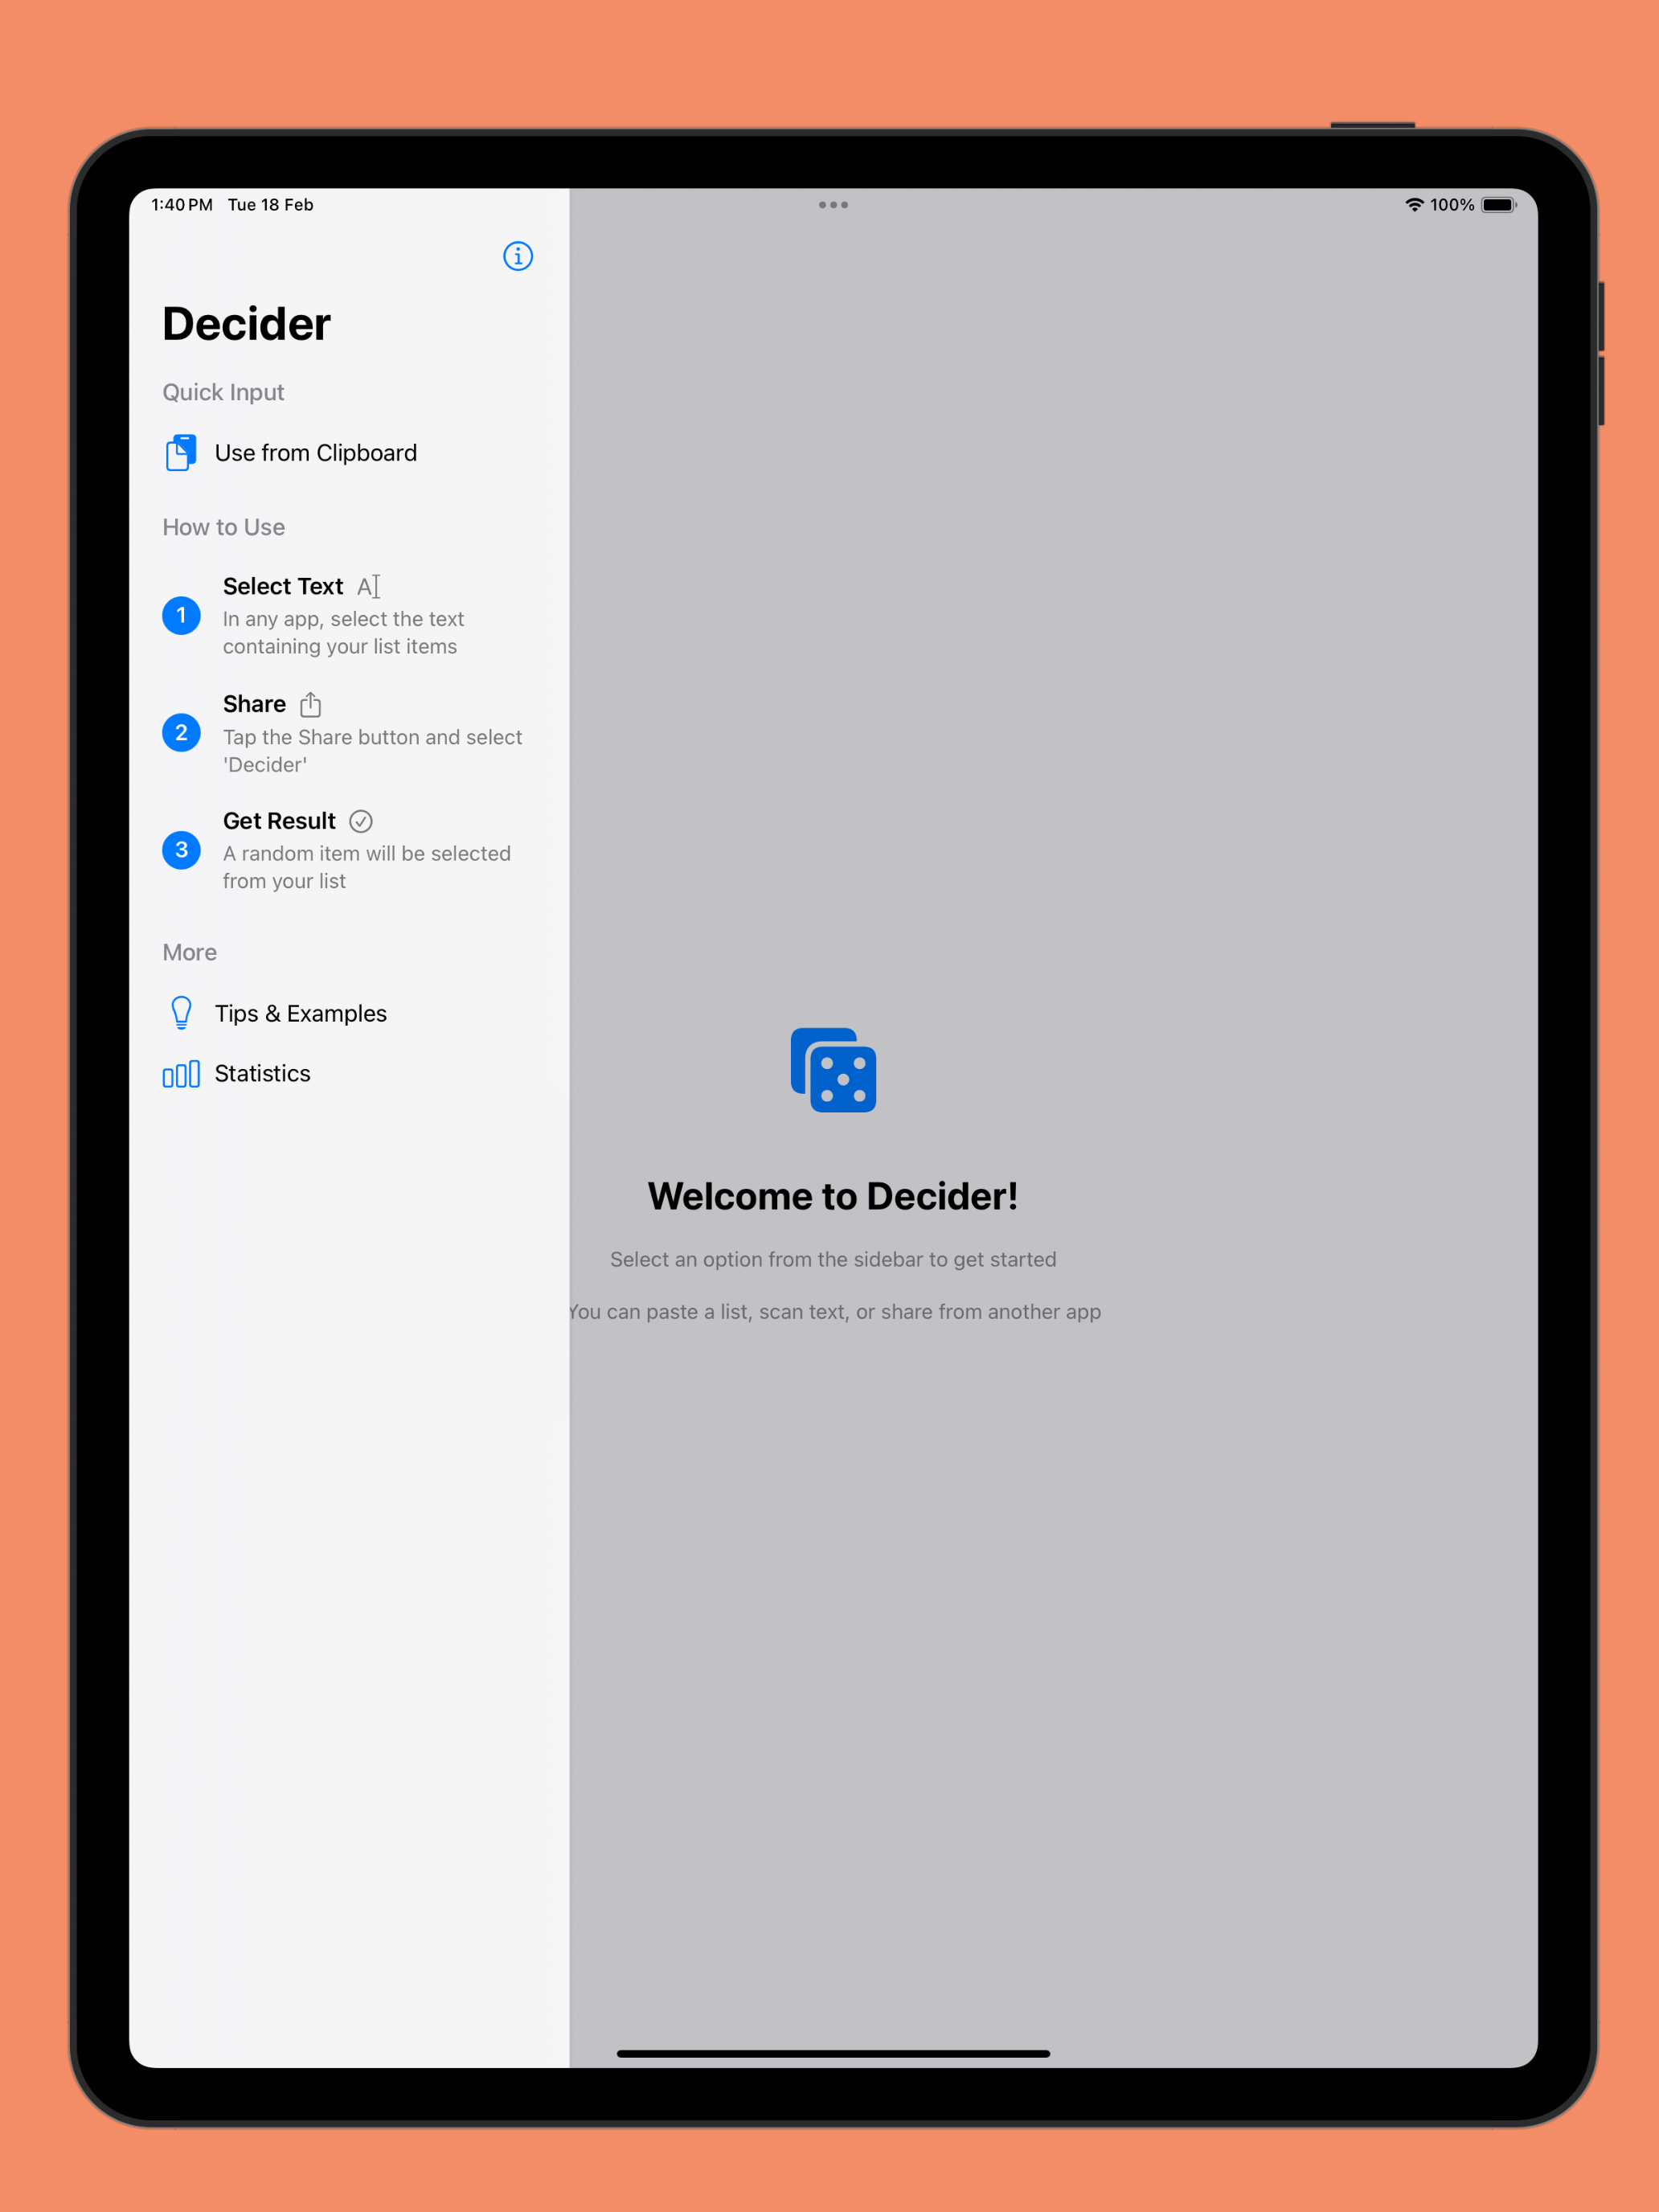 1:40 PM Tue 18 Feb
100%
Decider
Quick Input
Use from Clipboard
How to Use
1
Select Text
In any app, select the text
containing your list items
2
Share
Tap the Share button and select
'Decider'
3
Get Result
A random item will be selected
from your list
More
Tips & Examples
Statistics
Welcome to Decider!
Select an option from the sidebar to get started
You can paste a list, scan text, or share from another app